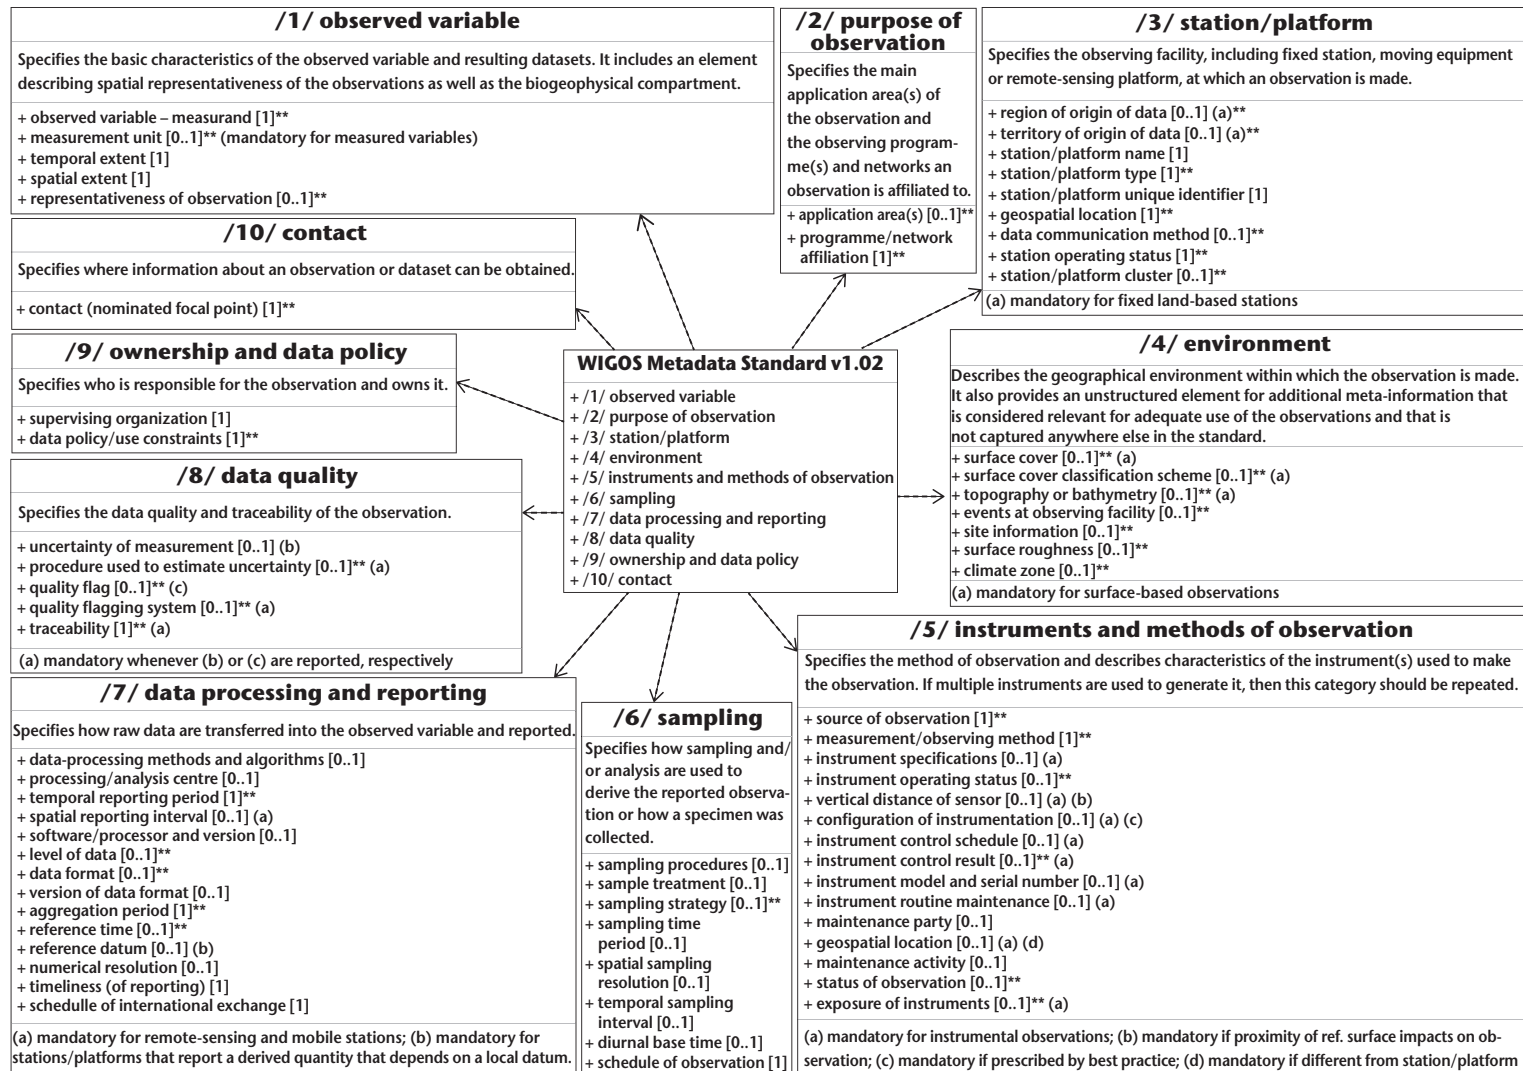 /1/ observed variable
Specifies the basic characteristics of the observed variable and resulting datasets. It includes an element
describing spatial representativeness of the observations as well as the biogeophysical compartment.
+ observed variable – measurand [1]**
+ measurement unit [0..1]** (mandatory for measured variables)
+ temporal extent [1]
+ spatial extent [1]
+ representativeness of observation [0..1]**
/2/ purpose of
observation
Specifies the main
application area(s) of
the observation and
the observing program-
me(s) and networks an
observation is affiliated to.
+ application area(s) [0..1]**
+ programme/network
affiliation [1]**
/3/ station/platform
Specifies the observing facility, including fixed station, moving equipment
or remote-sensing platform, at which an observation is made.
+ region of origin of data [0..1] (a)**
+ territory of origin of data [0..1] (a)**
+ station/platform name [1]
+ station/platform type [1]**
+ station/platform unique identifier [1]
+ geospatial location [1]**
+ data communication method [0..1]**
+ station operating status [1]**
+ station/platform cluster [0..1]**
(a) mandatory for fixed land-based stations
/10/ contact
Specifies where information about an observation or dataset can be obtained.
+ contact (nominated focal point) [1]**
/9/ ownership and data policy
Specifies who is responsible for the observation and owns it.
+ supervising organization [1]
+ data policy/use constraints [1]**
WIGOS Metadata Standard v1.02
+ /1/ observed variable
+ /2/ purpose of observation
+ /3/ station/platform
+ /4/ environment
+ /5/ instruments and methods of observation
+ /6/ sampling
+ /7/ data processing and reporting
+ /8/ data quality
+ /9/ ownership and data policy
+ /10/ contact
/4/ environment
Describes the geographical environment within which the observation is made.
It also provides an unstructured element for additional meta-information that
is considered relevant for adequate use of the observations and that is
not captured anywhere else in the standard.
+ surface cover [0..1]** (a)
+ surface cover classification scheme [0..1]** (a)
+ topography or bathymetry [0..1]** (a)
+ events at observing facility [0..1]**
+ site information [0..1]**
+ surface roughness [0..1]**
+ climate zone [0..1]**
(a) mandatory for surface-based observations
/8/ data quality
Specifies the data quality and traceability of the observation.
+ uncertainty of measurement [0..1] (b)
+ procedure used to estimate uncertainty [0..1]** (a)
+ quality flag [0..1]** (c)
+ quality flagging system [0..1]** (a)
+ traceability [1]** (a)
(a) mandatory whenever (b) or (c) are reported, respectively
/7/ data processing and reporting
Specifies how raw data are transferred into the observed variable and reported.
+ data-processing methods and algorithms [0..1]
+ processing/analysis centre [0..1]
+ temporal reporting period [1]**
+ spatial reporting interval [0..1] (a)
+ software/processor and version [0..1]
+ level of data [0..1]**
+ data format [0..1]**
+ version of data format [0..1]
+ aggregation period [1]**
+ reference time [0..1]**
+ reference datum [0..1] (b)
+ numerical resolution [0..1]
+ timeliness (of reporting) [1]
+ schedulle of international exchange [1]
(a) mandatory for remote-sensing and mobile stations; (b) mandatory for
stations/platforms that report a derived quantity that depends on a local datum.
/6/ sampling
Specifies how sampling and/
or analysis are used to
derive the reported observa-
tion or how a specimen was
collected.
+ sampling procedures [0..1]
+ sample treatment [0..1]
+ sampling strategy [0..1]**
+ sampling time
period [0..1]
+ spatial sampling
resolution [0..1]
+ temporal sampling
interval [0..1]
+ diurnal base time [0..1]
+ schedule of observation [1]
/5/ instruments and methods of observation
Specifies the method of observation and describes characteristics of the instrument(s) used to make
the observation. If multiple instruments are used to generate it, then this category should be repeated.
+ source of observation [1]**
+ measurement/observing method [1]**
+ instrument specifications [0..1] (a)
+ instrument operating status [0..1]**
+ vertical distance of sensor [0..1] (a) (b)
+ configuration of instrumentation [0..1] (a) (c)
+ instrument control schedule [0..1] (a)
+ instrument control result [0..1]** (a)
+ instrument model and serial number [0..1] (a)
+ instrument routine maintenance [0..1] (a)
+ maintenance party [0..1]
+ geospatial location [0..1] (a) (d)
+ maintenance activity [0..1]
+ status of observation [0..1]**
+ exposure of instruments [0..1]** (a)
(a) mandatory for instrumental observations; (b) mandatory if proximity of ref. surface impacts on ob-
servation; (c) mandatory if prescribed by best practice; (d) mandatory if different from station/platform